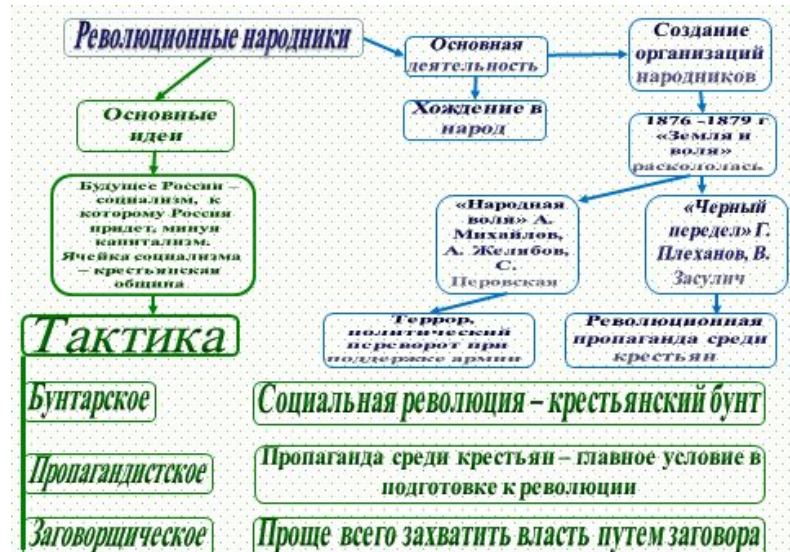 Революционные народники
Основная
деятельность
Создание
организаций
народников
Основные
идеи
Хождение в
народ
1876 –1879 г
«Земля и
воля»
раскололась
Будущее России –
социализм, к
которому Россия
придет, минуя
капитализм.
Ячейка социализма
– крестьянская
община
«Народная
воля» А.
Михайлов,
А. Желябов,
С.
Перовская
«Черный
передел» Г.
Плеханов, В.
Засулич
Террор,
политический
переворот при
поддержке армии
Революционная
пропаганда среди
крестьян
Тактика
Бунтарское
Социальная революция – крестьянский бунт
Пропагандистское
Пропаганда среди крестьян – главное условие в
подготовке к революции
Заговорщическое
Проще всего захватить власть путем заговора